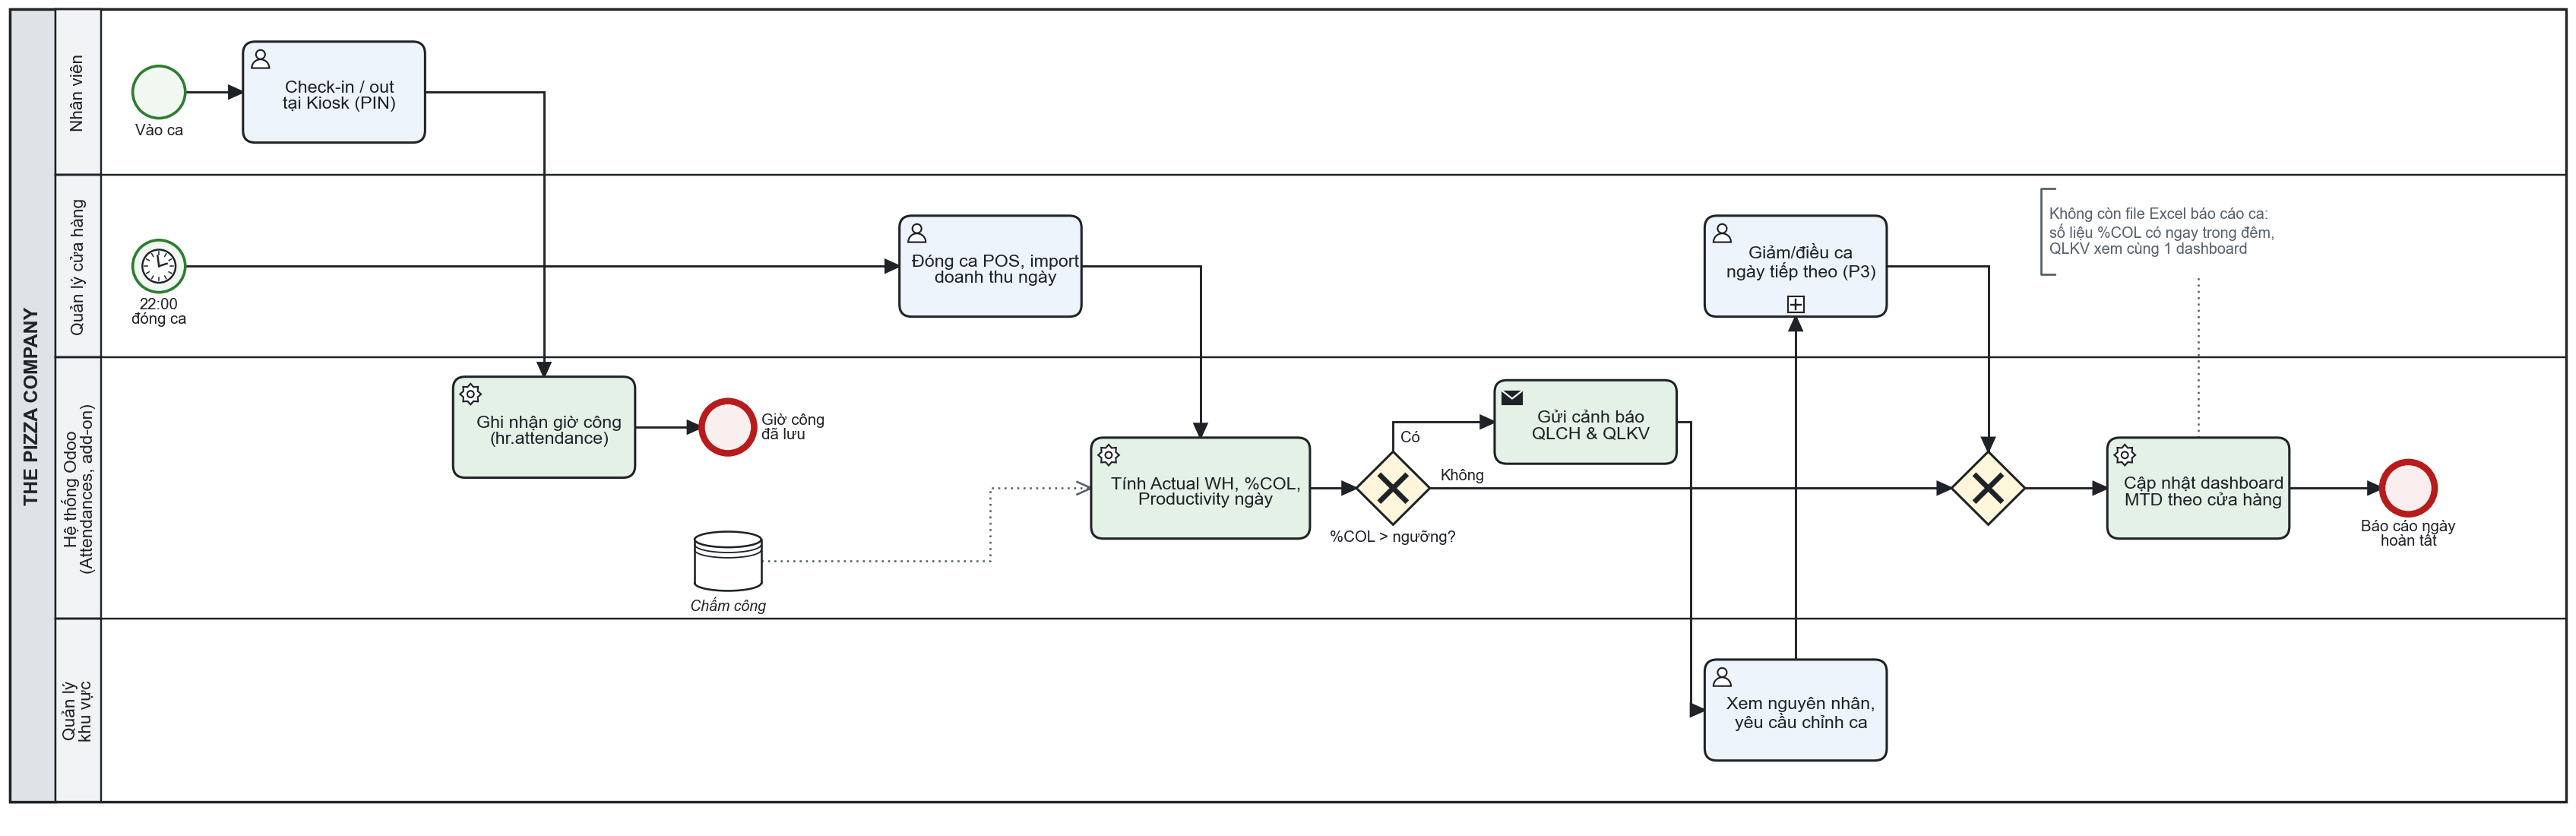 THE PIZZA COMPANY
Nhân viên
Vào ca
Check-in / out
tại Kiosk (PIN)
Quản lý cửa hàng
22:00
đóng ca
Đóng ca POS, import
doanh thu ngày
Giảm/điều ca
ngày tiếp theo (P3)
Không còn file Excel báo cáo ca:
số liệu %COL có ngay trong đêm,
QLKV xem cùng 1 dashboard
Hệ thống Odoo
(Attendances, add-on)
Ghi nhận giờ công
(hr.attendance)
Giờ công
đã lưu
Chấm công
Tính Actual WH, %COL,
Productivity ngày
%COL > ngưỡng?
Có
Không
Gửi cảnh báo
QLCH & QLKV
Cập nhật dashboard
MTD theo cửa hàng
Báo cáo ngày
hoàn tất
Quản lý
khu vực
Xem nguyên nhân,
yêu cầu chỉnh ca